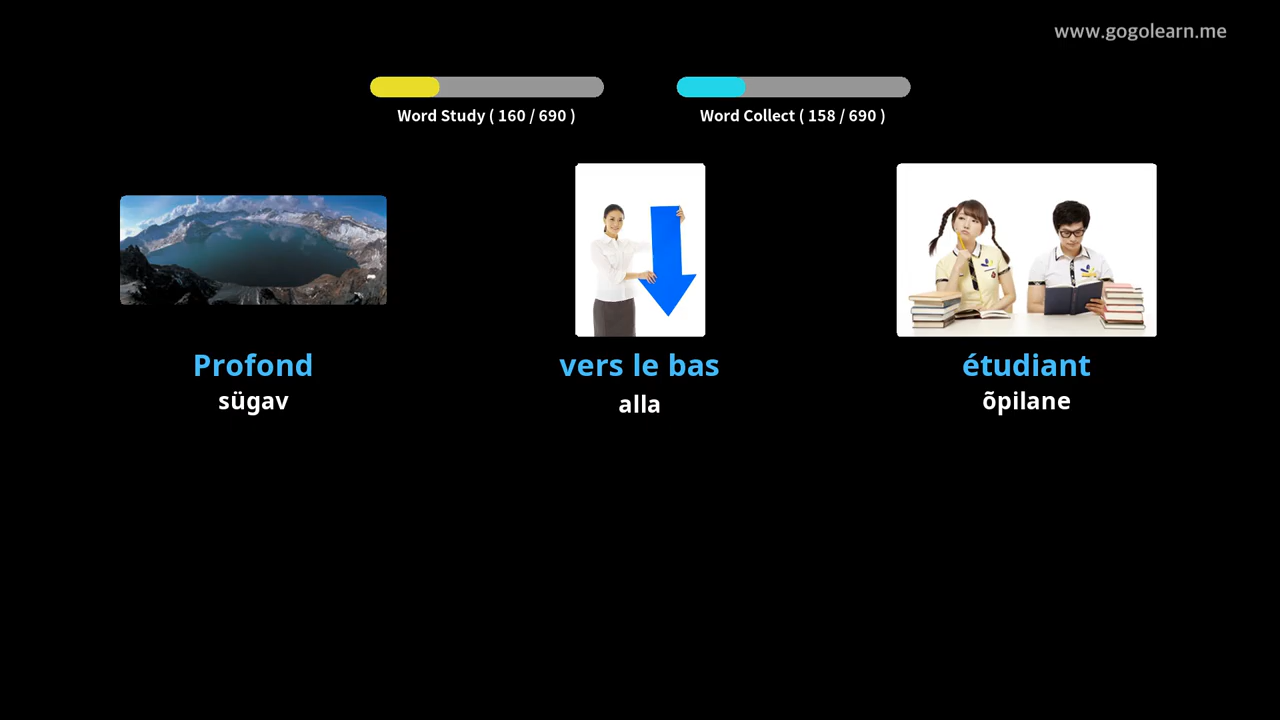 www.gogolearn.me
Word Study ( 160 / 690 )
Word Collect ( 158 / 690 )
Profond
sügav
vers le bas
alla
étudiant
õpilane